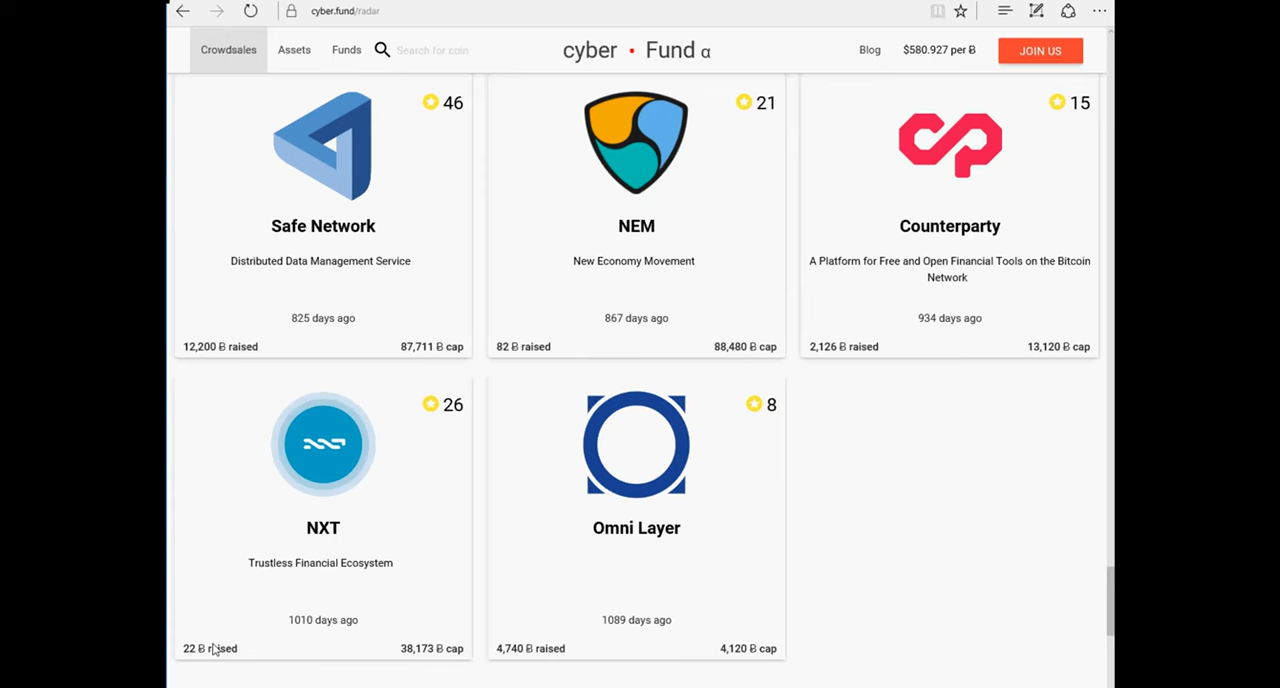 cyber.fund/radar
Crowdsales Assets Funds Search for coin cyber • Fund α Blog $580.927 per Ƀ JOIN US
46
21
15
Safe Network
NEM
Counterparty
Distributed Data Management Service
New Economy Movement
A Platform for Free and Open Financial Tools on the Bitcoin
Network
825 days ago
867 days ago
934 days ago
12,200 Ƀ raised 87,711 Ƀ cap
82 Ƀ raised 88,480 Ƀ cap
2,126 Ƀ raised 13,120 Ƀ cap
26
8
NXT
Omni Layer
Trustless Financial Ecosystem
1010 days ago
1089 days ago
22 Ƀ raised 38,173 Ƀ cap
4,740 Ƀ raised 4,120 Ƀ cap